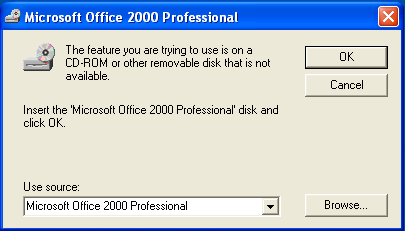 Microsoft Office 2000 Professional
The feature you are trying to use is on a
CD-ROM or other removable disk that is not
available.
OK
Cancel
Insert the 'Microsoft Office 2000 Professional' disk and
click OK.
Use source:
Microsoft Office 2000 Professional
Browse...